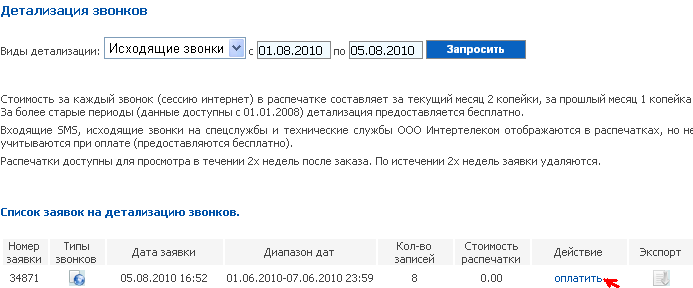 Детализация звонков
Виды детализации: Исходящие звонки с 01.08.2010 по 05.08.2010 Запросить
Стоимость за каждый звонок (сессию интернет) в распечатке составляет за текущий месяц 2 копейки, за прошлый месяц 1 копейка
За более старые периоды (данные доступны с 01.01.2008) детализация предоставляется бесплатно.
Входящие SMS, исходящие звонки на спецслужбы и технические службы ООО Интертелеком отображаются в распечатках, но не
учитываются при оплате (предоставляются бесплатно).
Распечатки доступны для просмотра в течении 2х недель после заказа. По истечении 2х недель заявки удаляются.
Список заявок на детализацию звонков.
Номер заявки Типы звонков Дата заявки Диапазон дат Кол-во записей Стоимость распечатки Действие Экспорт
34871 05.08.2010 16:52 01.06.2010-07.06.2010 23:59 8 0.00 оплатить